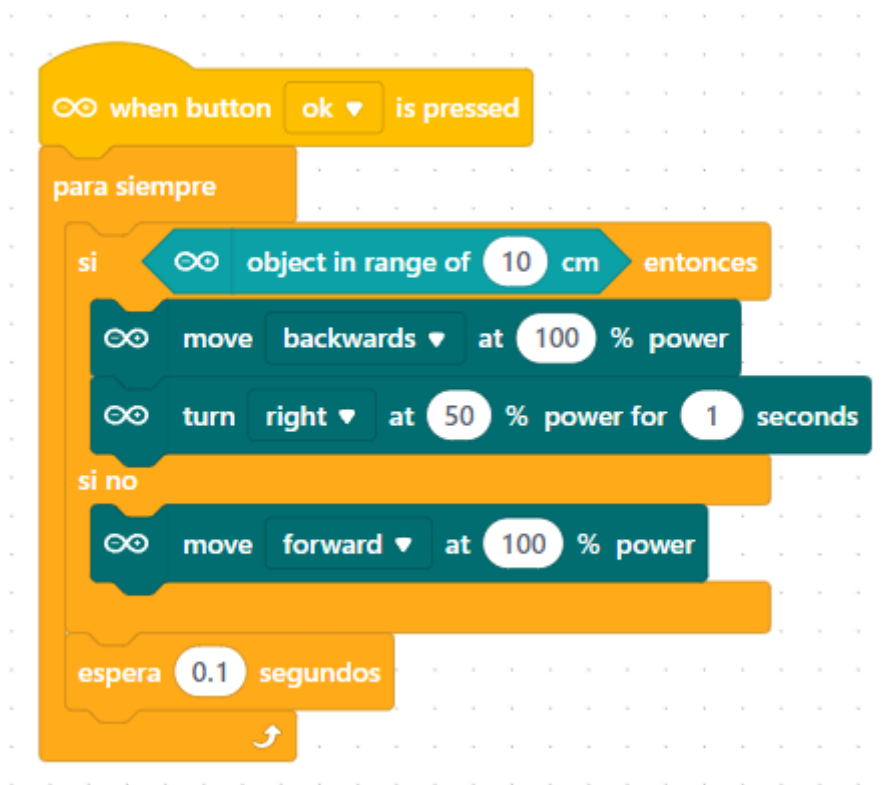 when button ok is pressed
para siempre
si object in range of 10 cm entonces
move backwards at 100 % power
turn right at 50 % power for 1 seconds
si no
move forward at 100 % power
espera 0.1 segundos